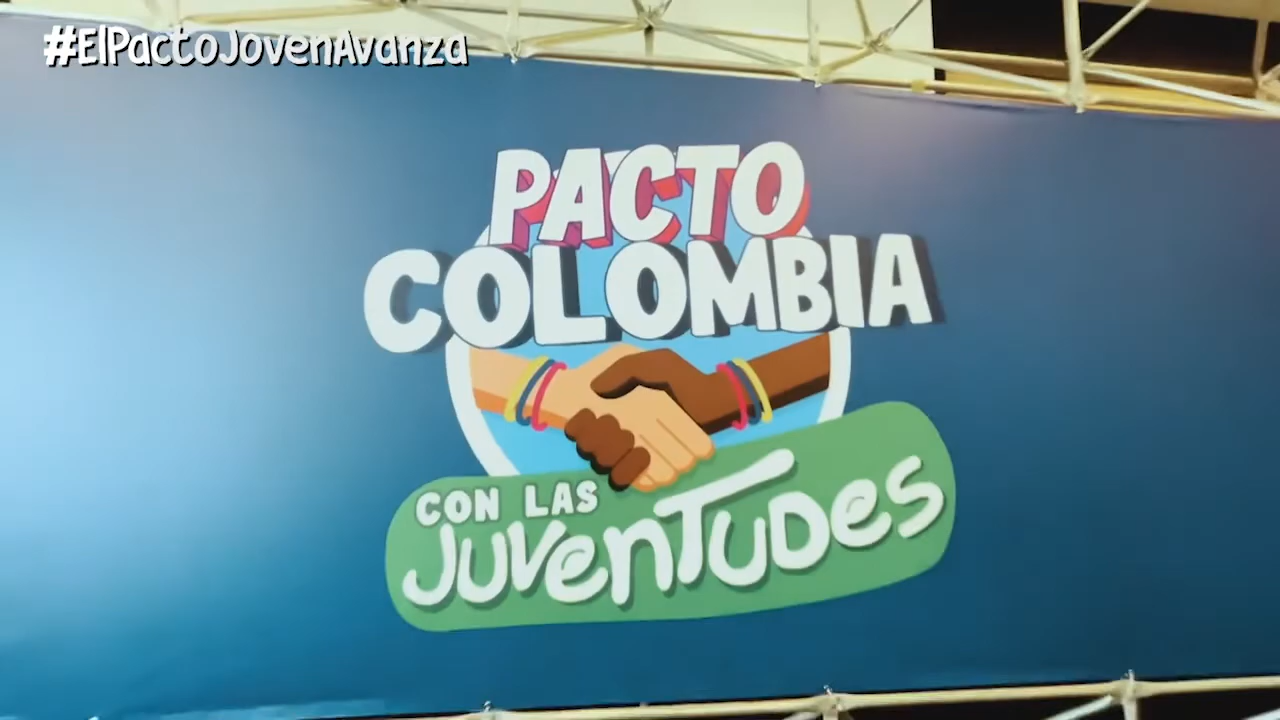 #ElPactoJovenAvanza
PACTO
COLOMBIA
CON LAS
JUVENTUDES